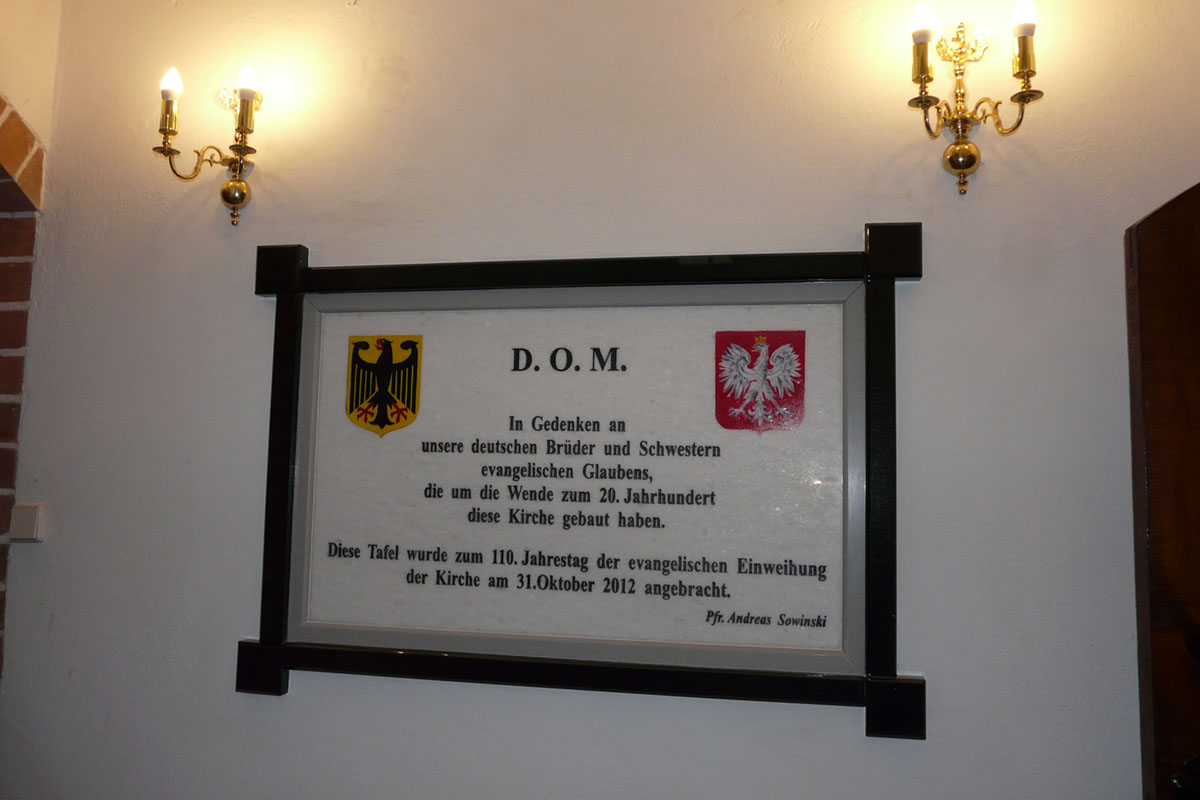 D. O. M.
In Gedenken an
unsere deutschen Brüder und Schwestern
evangelischen Glaubens,
die um die Wende zum 20. Jahrhundert
diese Kirche gebaut haben.
Diese Tafel wurde zum 110. Jahrestag der evangelischen Einweihung
der Kirche am 31.Oktober 2012 angebracht.
Pfr. Andreas Sowinski